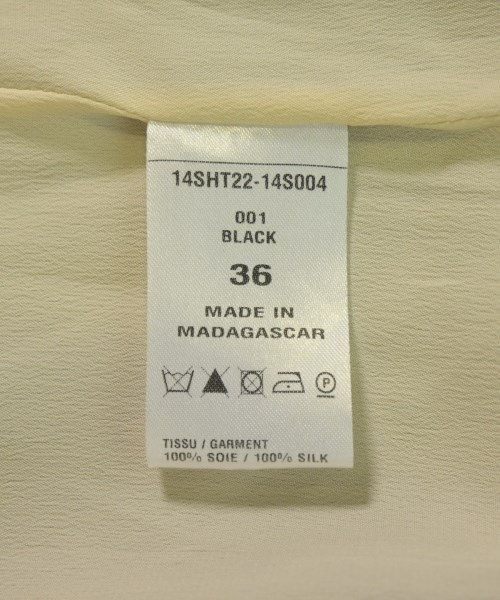 14SHT22-14S004
001
BLACK
36
MADE IN
MADAGASCAR
P
TISSU / GARMENT
100% SOIE / 100% SILK